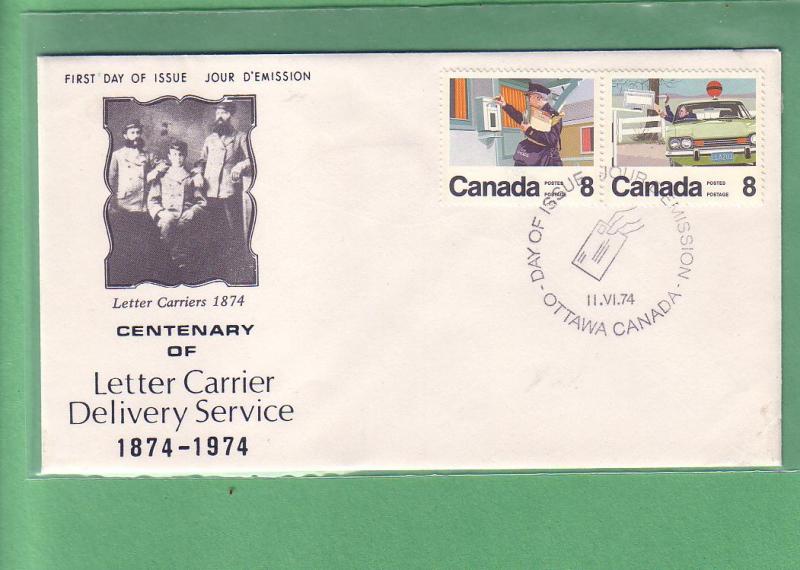 FIRST DAY OF ISSUE JOUR D'EMISSION
Letter Carriers 1874
CENTENARY
OF
Letter Carrier
Delivery Service
1874-1974
Canada POSTES POSTAGE 8
Canada POSTES POSTAGE 8
DAY OF ISSUE JOUR D'EMISSION
11.VI.74
- OTTAWA CANADA -